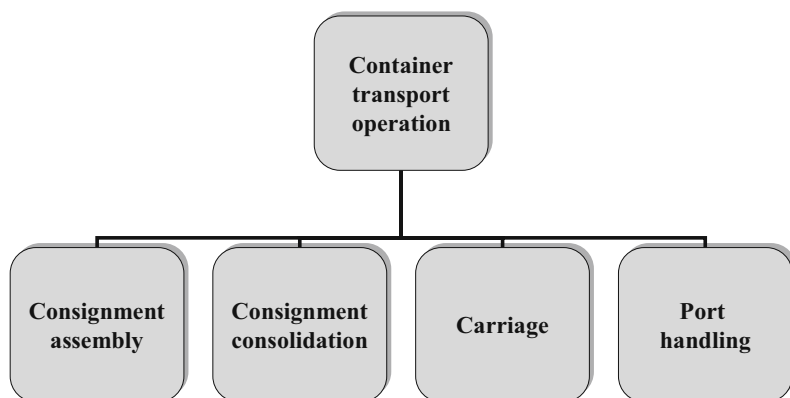 Container
transport
operation
Consignment
assembly
Consignment
consolidation
Carriage
Port
handling